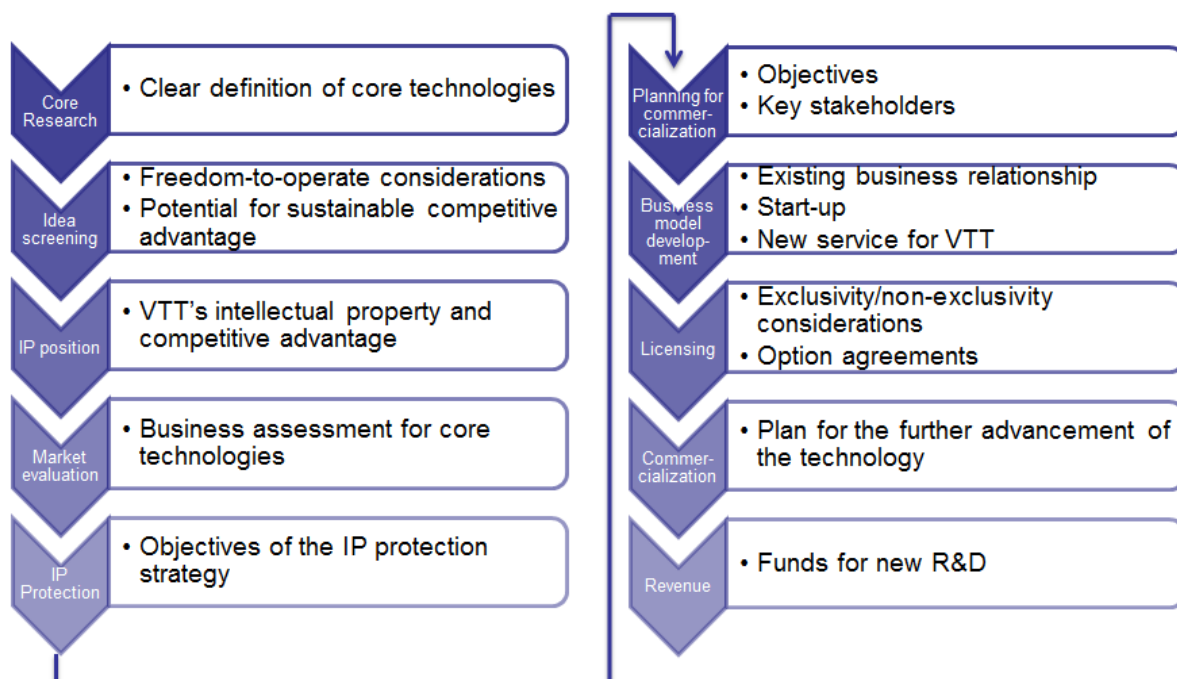 Core
Research
• Clear definition of core technologies
Idea
screening
• Freedom-to-operate considerations
• Potential for sustainable competitive
advantage
IP position
• VTT’s intellectual property and
competitive advantage
Market
evaluation
• Business assessment for core
technologies
IP
Protection
• Objectives of the IP protection
strategy
Planning for
commer-
cialization
• Objectives
• Key stakeholders
Business
model
develop-
ment
• Existing business relationship
• Start-up
• New service for VTT
Licensing
• Exclusivity/non-exclusivity
considerations
• Option agreements
Commer-
cialization
• Plan for the further advancement of
the technology
Revenue
• Funds for new R&D